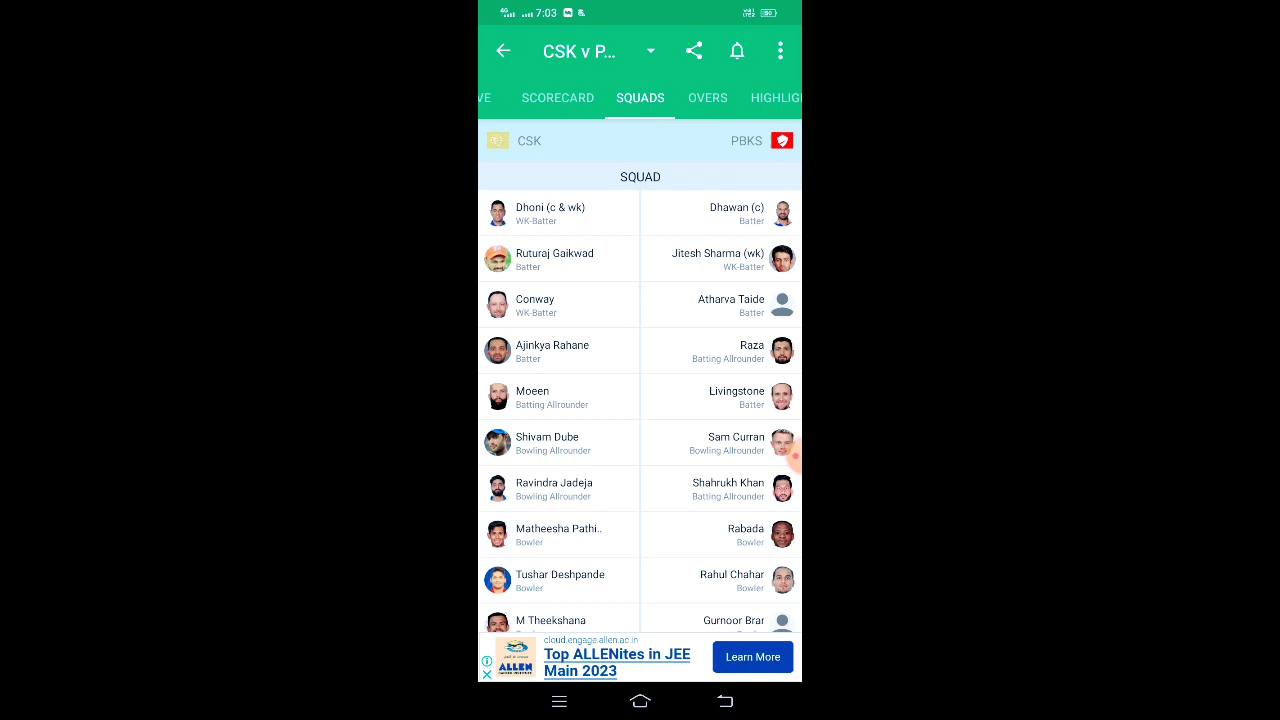 4G 7:03
CSK v P...
VE SCORECARD SQUADS OVERS HIGHLIG
CSK PBKS
SQUAD
Dhoni (c & wk) Dhawan (c)
WK-Batter Batter
Ruturaj Gaikwad Jitesh Sharma (wk)
Batter WK-Batter
Conway Atharva Taide
WK-Batter Batter
Ajinkya Rahane Raza
Batter Batting Allrounder
Moeen Livingstone
Batting Allrounder Batter
Shivam Dube Sam Curran
Bowling Allrounder Bowling Allrounder
Ravindra Jadeja Shahrukh Khan
Bowling Allrounder Batting Allrounder
Matheesha Pathi.. Rabada
Bowler Bowler
Tushar Deshpande Rahul Chahar
Bowler Bowler
M Theekshana Gurnoor Brar
cloud.engage.allen.ac.in
Top ALLENites in JEE
Main 2023
ALLEN
Learn More